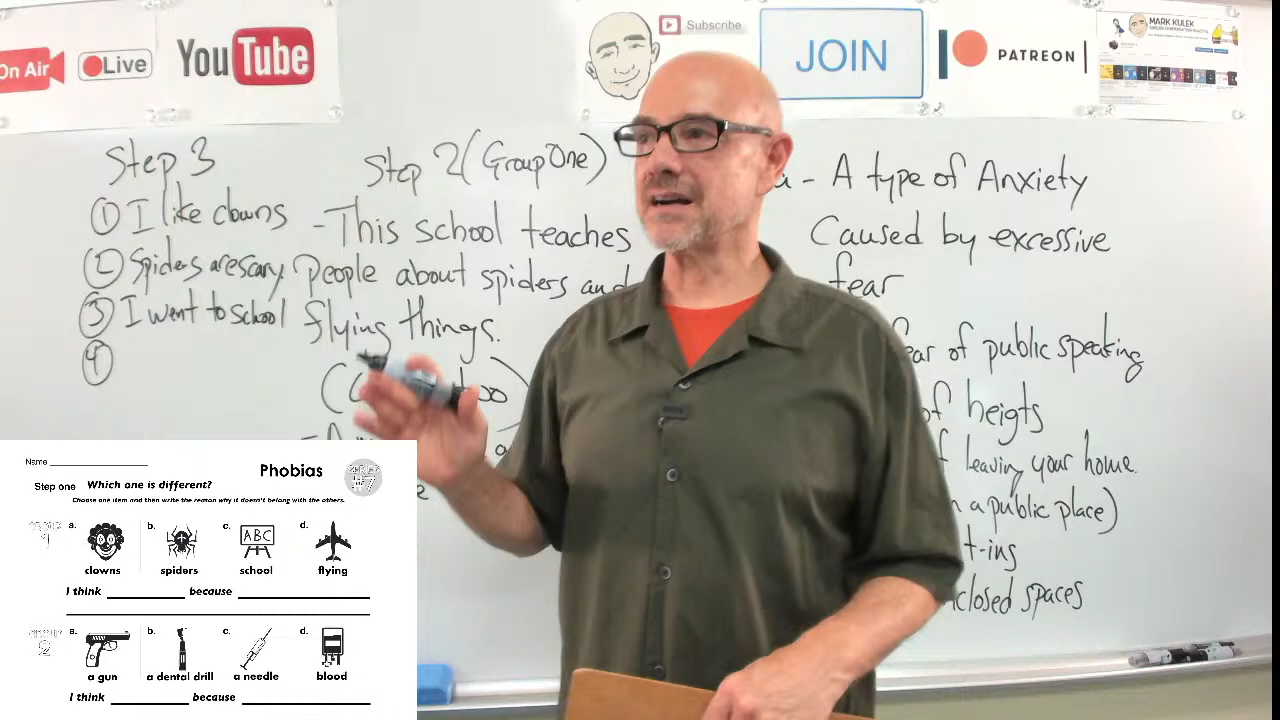 On Air
Live
YouTube
Subscribe
JOIN
PATREON
MARK KULEK
Step 3
① I like clowns
② Spiders are scary
③ I went to school
④
Step 2 (Group One)
- This school teaches
people about spiders and
flying things.
- A type of Anxiety
Caused by excessive
fear
of public speaking
of heigts
of leaving your home.
a public place)
enclosed spaces
Name
Phobias
#7
Step one Which one is different?
Choose one item and then write the reason why it doesn't belong with the others.
a. b. c. d.
ABC
clowns spiders school flying
I think because
a. b. c. d.
a gun a dental drill a needle blood
I think because